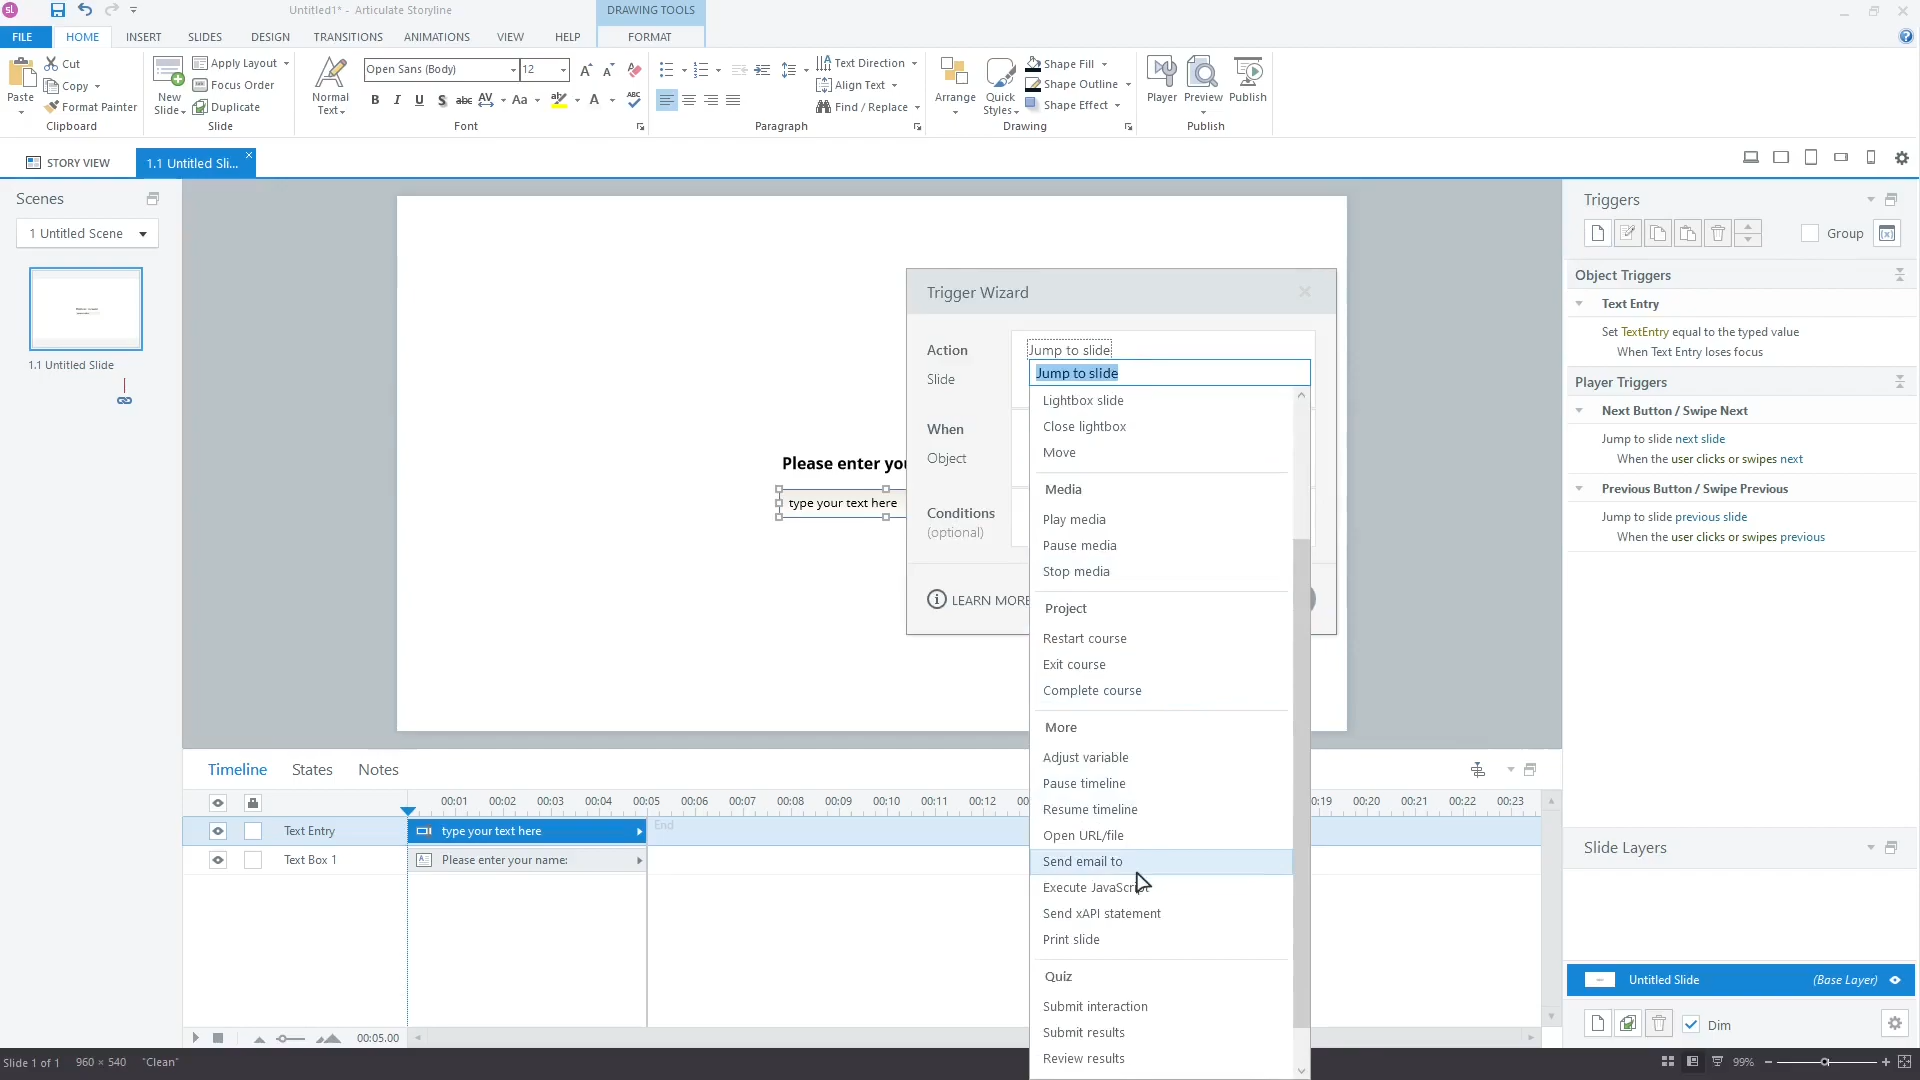 Untitled1* - Articulate Storyline
DRAWING TOOLS
FILE
HOME
INSERT
SLIDES
DESIGN
TRANSITIONS
ANIMATIONS
VIEW
HELP
FORMAT
Paste
Cut
Copy
Format Painter
Clipboard
New
Slide
Apply Layout
Focus Order
Duplicate
Slide
Normal
Text
Open Sans (Body)
12
Font
Text Direction
Align Text
Find / Replace
Paragraph
Arrange
Quick
Styles
Shape Fill
Shape Outline
Shape Effect
Drawing
Player
Preview
Publish
Publish
STORY VIEW
1.1 Untitled Sli...
Scenes
1 Untitled Scene
1.1 Untitled Slide
Please enter you
type your text here
Trigger Wizard
Action
Jump to slide
Slide
When
Object
Conditions
(optional)
LEARN MORE
Jump to slide
Lightbox slide
Close lightbox
Move
Media
Play media
Pause media
Stop media
Project
Restart course
Exit course
Complete course
More
Adjust variable
Pause timeline
Resume timeline
Open URL/file
Send email to
Execute JavaScript
Send xAPI statement
Print slide
Quiz
Submit interaction
Submit results
Review results
Triggers
Group
Object Triggers
Text Entry
Set TextEntry equal to the typed value
When Text Entry loses focus
Player Triggers
Next Button / Swipe Next
Jump to slide next slide
When the user clicks or swipes next
Previous Button / Swipe Previous
Jump to slide previous slide
When the user clicks or swipes previous
Timeline
States
Notes
00:01 00:02 00:03 00:04 00:05 00:06 00:07 00:08 00:09 00:10 00:11 00:12 :19 00:20 00:21 00:22 00:23
Text Entry
type your text here
End
Text Box 1
Please enter your name:
00:05.00
Slide Layers
Untitled Slide
(Base Layer)
Dim
Slide 1 of 1
960 × 540
"Clean"
99%